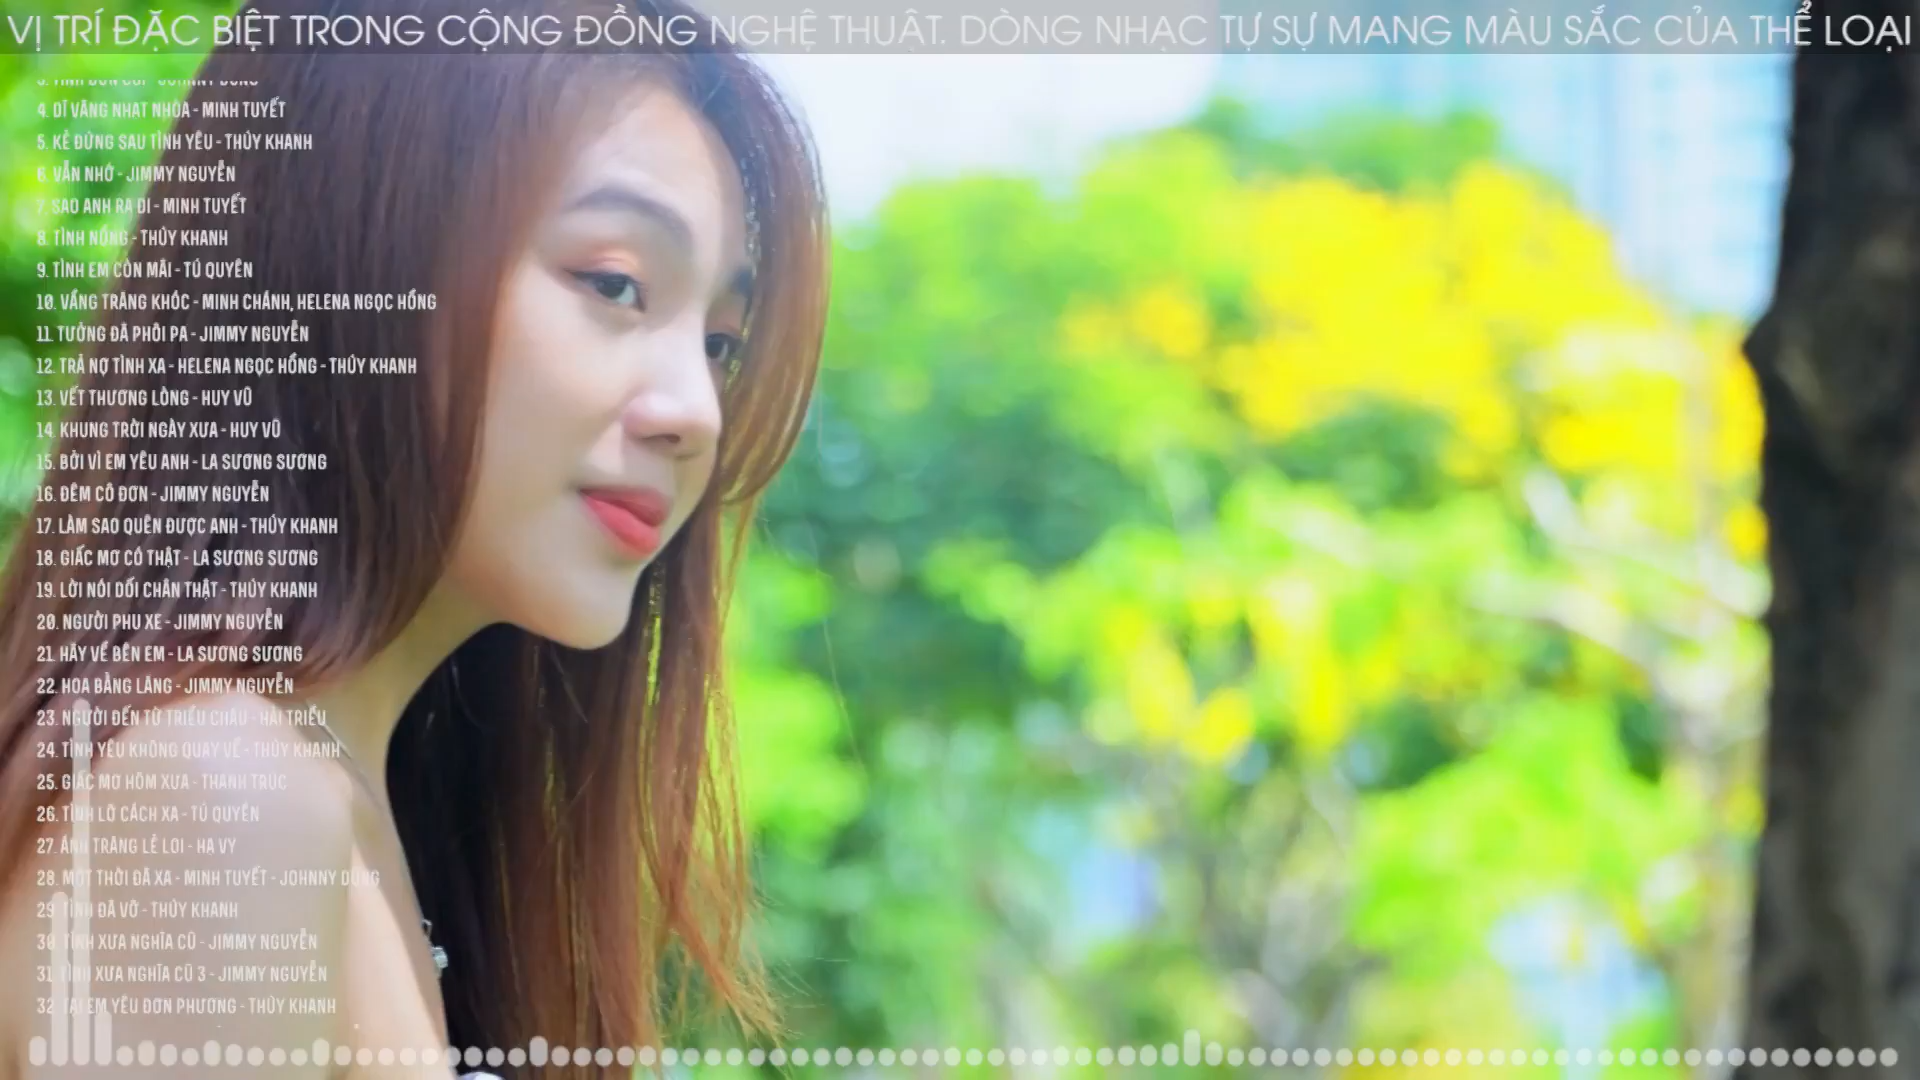 VỊ TRÍ ĐẶC BIỆT TRONG CỘNG ĐỒNG NGHỆ THUẬT. DÒNG NHẠC TỰ SỰ MANG MÀU SẮC CỦA THỂ LOẠI
4. DĨ VÃNG NHẠT NHÒA - MINH TUYẾT
5. KẺ ĐỨNG SAU TÌNH YÊU - THÚY KHANH
6. VẪN NHỚ - JIMMY NGUYỄN
7. SAO ANH RA ĐI - MINH TUYẾT
8. TÌNH NỒNG - THÚY KHANH
9. TÌNH EM CÒN MÃI - TÚ QUYÊN
10. VẦNG TRĂNG KHÓC - MINH CHÁNH, HELENA NGỌC HỒNG
11. TƯỞNG ĐÃ PHÔI PA - JIMMY NGUYỄN
12. TRẢ NỢ TÌNH XA - HELENA NGỌC HỒNG - THÚY KHANH
13. VẾT THƯƠNG LÒNG - HUY VŨ
14. KHUNG TRỜI NGÀY XƯA - HUY VŨ
15. BỞI VÌ EM YÊU ANH - LA SƯƠNG SƯƠNG
16. ĐÊM CÔ ĐƠN - JIMMY NGUYỄN
17. LÀM SAO QUÊN ĐƯỢC ANH - THÚY KHANH
18. GIẤC MƠ CÓ THẬT - LA SƯƠNG SƯƠNG
19. LỜI NÓI DỐI CHÂN THẬT - THÚY KHANH
20. NGƯỜI PHU XE - JIMMY NGUYỄN
21. HÃY VỀ BÊN EM - LA SƯƠNG SƯƠNG
22. HOA BẰNG LĂNG - JIMMY NGUYỄN
23. NGƯỜI ĐẾN TỪ TRIỀU CHÂU - HẢI TRIỀU
24. TÌNH YÊU KHÔNG QUAY VỀ - THÚY KHANH
25. GIẤC MƠ HÔM XƯA - THANH TRÚC
26. TÌNH LỠ CÁCH XA - TÚ QUYÊN
27. ÁNH TRĂNG LẺ LOI - HẠ VY
28. MỘT THỜI ĐÃ XA - MINH TUYẾT - JOHNNY DŨNG
29. TÌNH ĐÃ VỠ - THÚY KHANH
30. TÌNH XƯA NGHĨA CŨ - JIMMY NGUYỄN
31. TÌNH XƯA NGHĨA CŨ 3 - JIMMY NGUYỄN
32. TẠI EM YÊU ĐƠN PHƯƠNG - THÚY KHANH